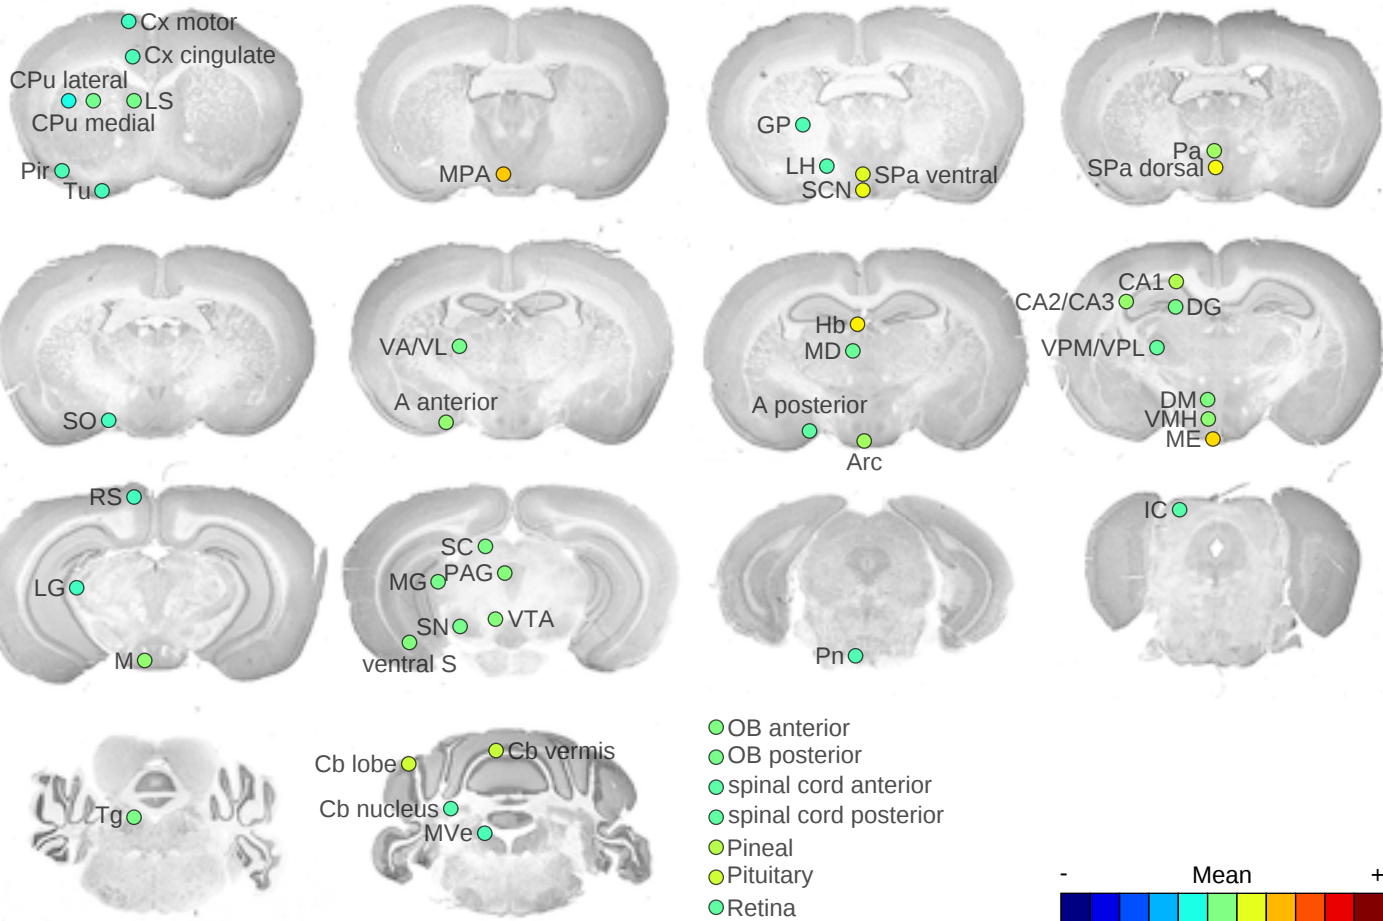 Cx motor
Cx cingulate
CPu lateral
LS
CPu medial
Pir
Tu
MPA
GP
LH
SPa ventral
SCN
Pa
SPa dorsal
SO
VA/VL
A anterior
Hb
MD
A posterior
Arc
CA1
CA2/CA3
DG
VPM/VPL
DM
VMH
ME
RS
LG
M
SC
MG
PAG
SN
VTA
ventral S
Pn
IC
Tg
Cb lobe
Cb vermis
Cb nucleus
MVe
OB anterior
OB posterior
spinal cord anterior
spinal cord posterior
Pineal
Pituitary
Retina
- Mean +